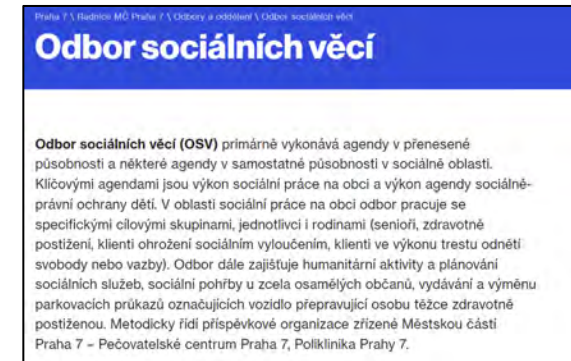 Praha 7 \ Radnice MČ Praha 7 \ Odbory a oddělení \ Odbor sociálních věcí
Odbor sociálních věcí
Odbor sociálních věcí (OSV) primárně vykonává agendy v přenesené
působnosti a některé agendy v samostatné působnosti v sociálně oblasti.
Klíčovými agendami jsou výkon sociální práce na obci a výkon agendy sociálně-
právní ochrany dětí. V oblasti sociální práce na obci odbor pracuje se
specifickými cílovými skupinami, jednotlivci i rodinami (senioři, zdravotně
postižení, klienti ohrožení sociálním vyloučením, klienti ve výkonu trestu odnětí
svobody nebo vazby). Odbor dále zajišťuje humanitární aktivity a plánování
sociálních služeb, sociální pohřby u zcela osamělých občanů, vydávání a výměnu
parkovacích průkazů označujících vozidlo přepravující osobu těžce zdravotně
postiženou. Metodicky řídí příspěvkové organizace zřízené Městskou částí
Praha 7 – Pečovatelské centrum Praha 7, Poliklinika Prahy 7.